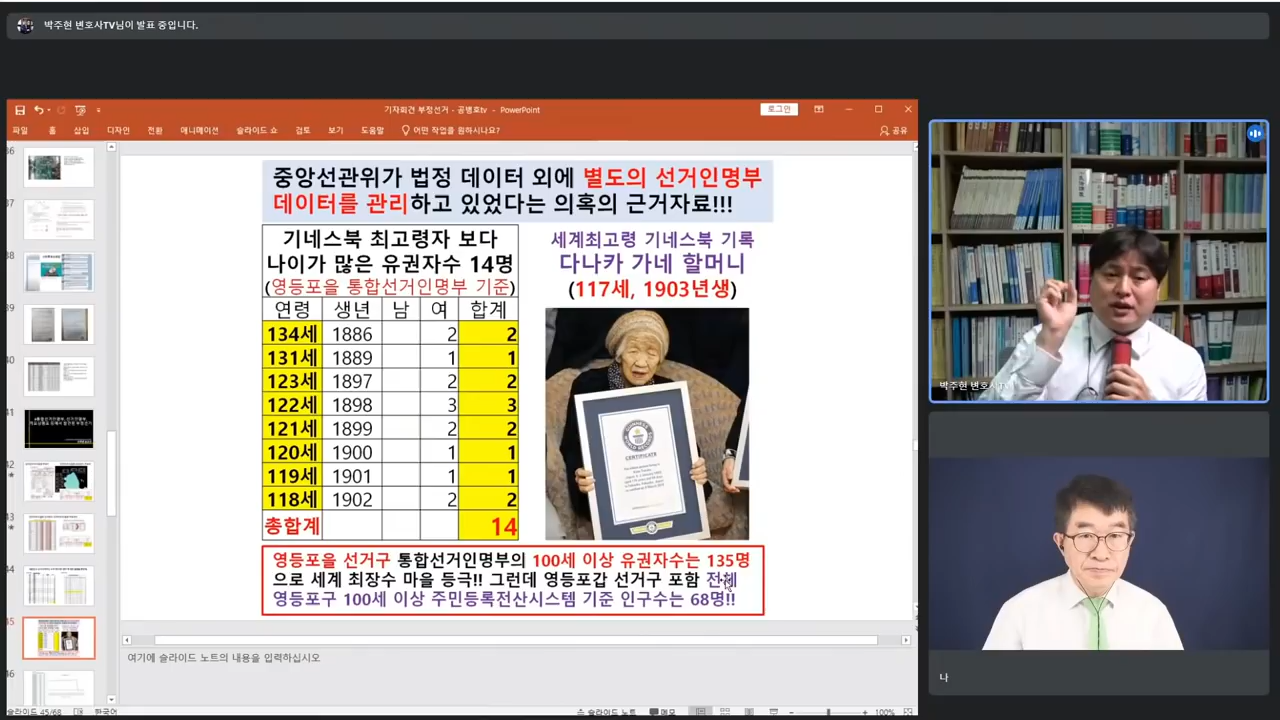 박주현 변호사TV님이 발표 중입니다.
기자회견 부정선거 - 공병호tv - PowerPoint
로그인
파일 홈 삽입 디자인 전환 애니메이션 슬라이드 쇼 검토 보기 도움말 어떤 작업을 원하시나요? 공유
중앙선관위가 법정 데이터 외에 별도의 선거인명부
데이터를 관리하고 있었다는 의혹의 근거자료!!!
기네스북 최고령자 보다
나이가 많은 유권자수 14명
(영등포을 통합선거인명부 기준)
연령 생년 남 여 합계
134세 1886 2 2
131세 1889 1 1
123세 1897 2 2
122세 1898 3 3
121세 1899 2 2
120세 1900 1 1
119세 1901 1 1
118세 1902 2 2
총합계 14
세계최고령 기네스북 기록
다나카 가네 할머니
(117세, 1903년생)
GUINNESS
WORLD RECORDS
CERTIFICATE
영등포을 선거구 통합선거인명부의 100세 이상 유권자수는 135명
으로 세계 최장수 마을 등극!! 그런데 영등포갑 선거구 포함 전체
영등포구 100세 이상 주민등록전산시스템 기준 인구수는 68명!!
37
38
39
40
41
42
43
44
45
46
여기에 슬라이드 노트의 내용을 입력하십시오
슬라이드 45/68 한국어 슬라이드 노트 메모 100%
박주현 변호사TV
나